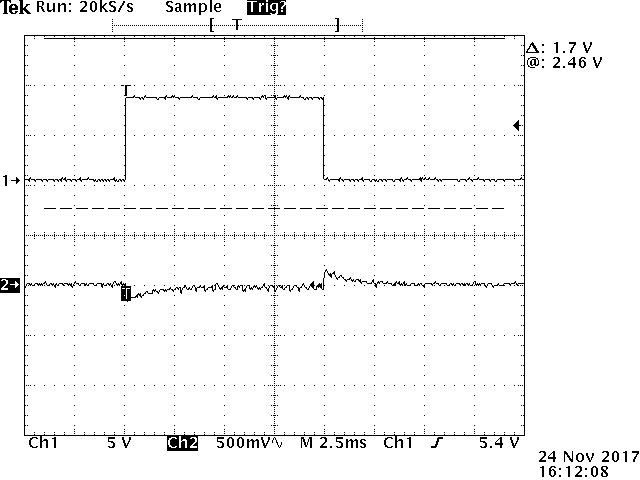 Tek Run: 20kS/s Sample Trig?
[ T ]
Δ: 1.7 V
@: 2.46 V
T
1→
2→
T
Ch1 5 V Ch2 500mV∿ M 2.5ms Ch1 ƒ 5.4 V
24 Nov 2017
16:12:08